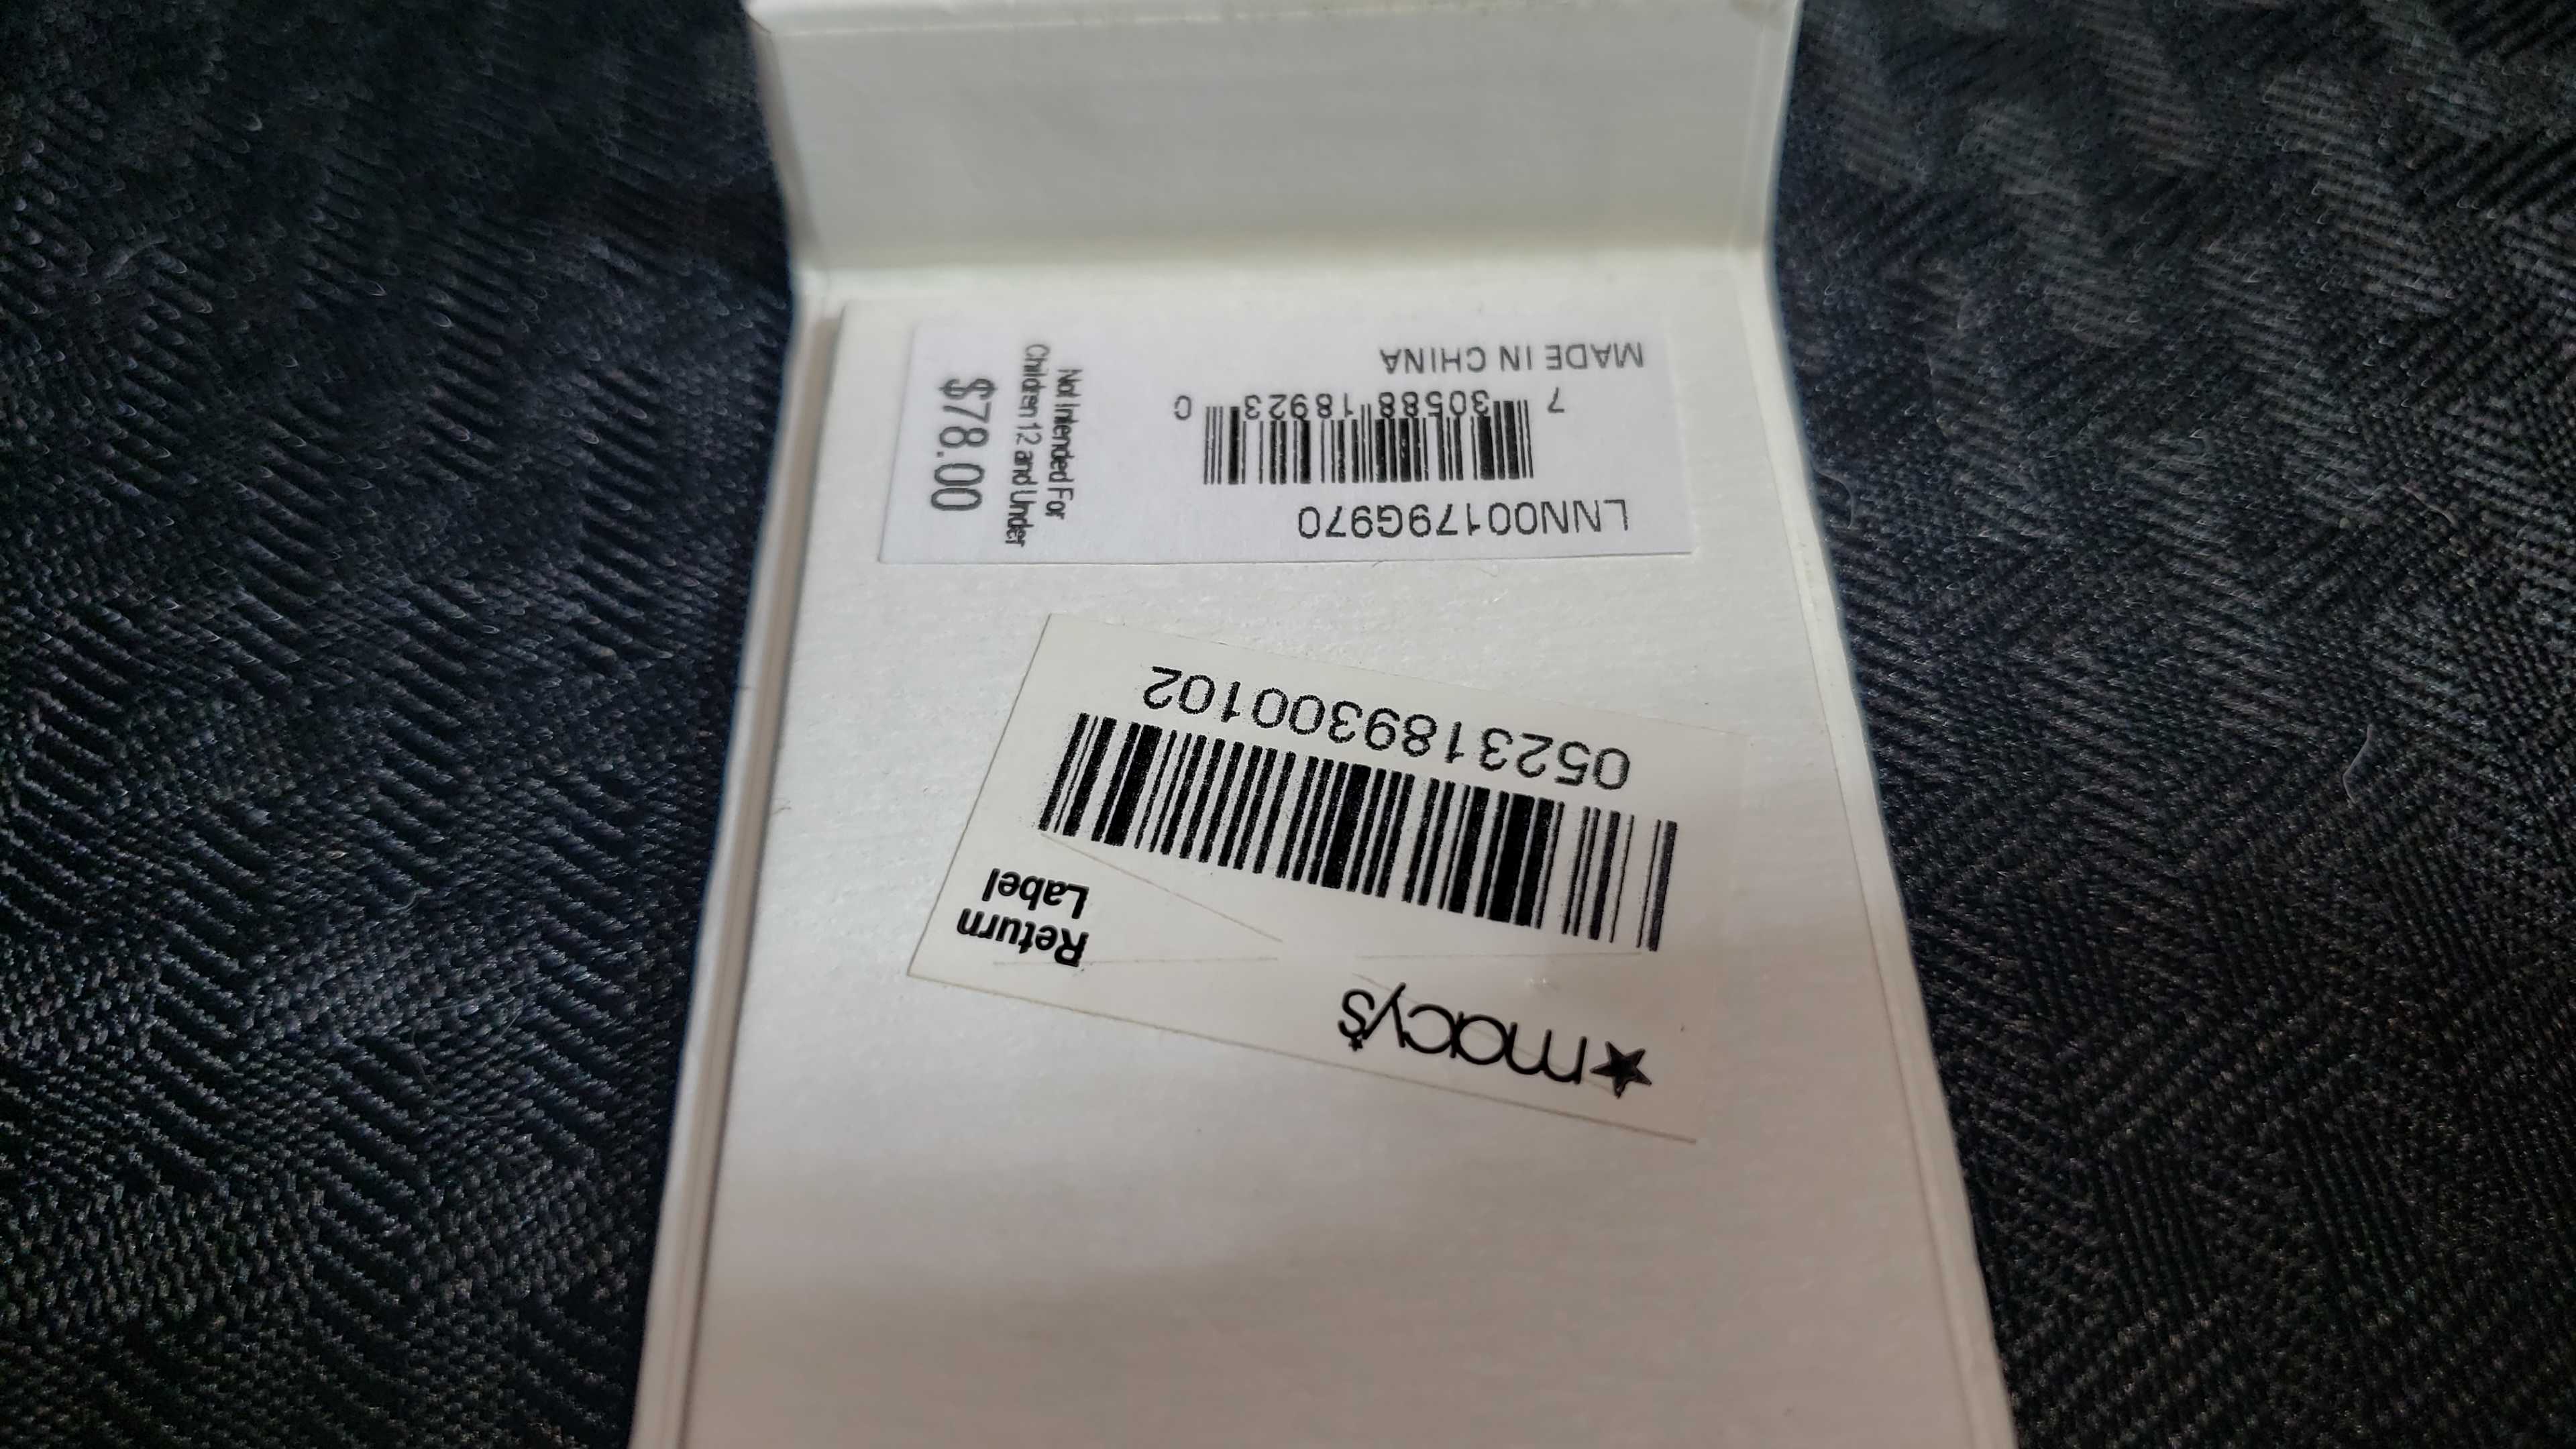 macy's
Return
Label
0523189300102
LNN00179G970
7 30588 18923 0
MADE IN CHINA
Not Intended For
Children 12 and Under
$78.00